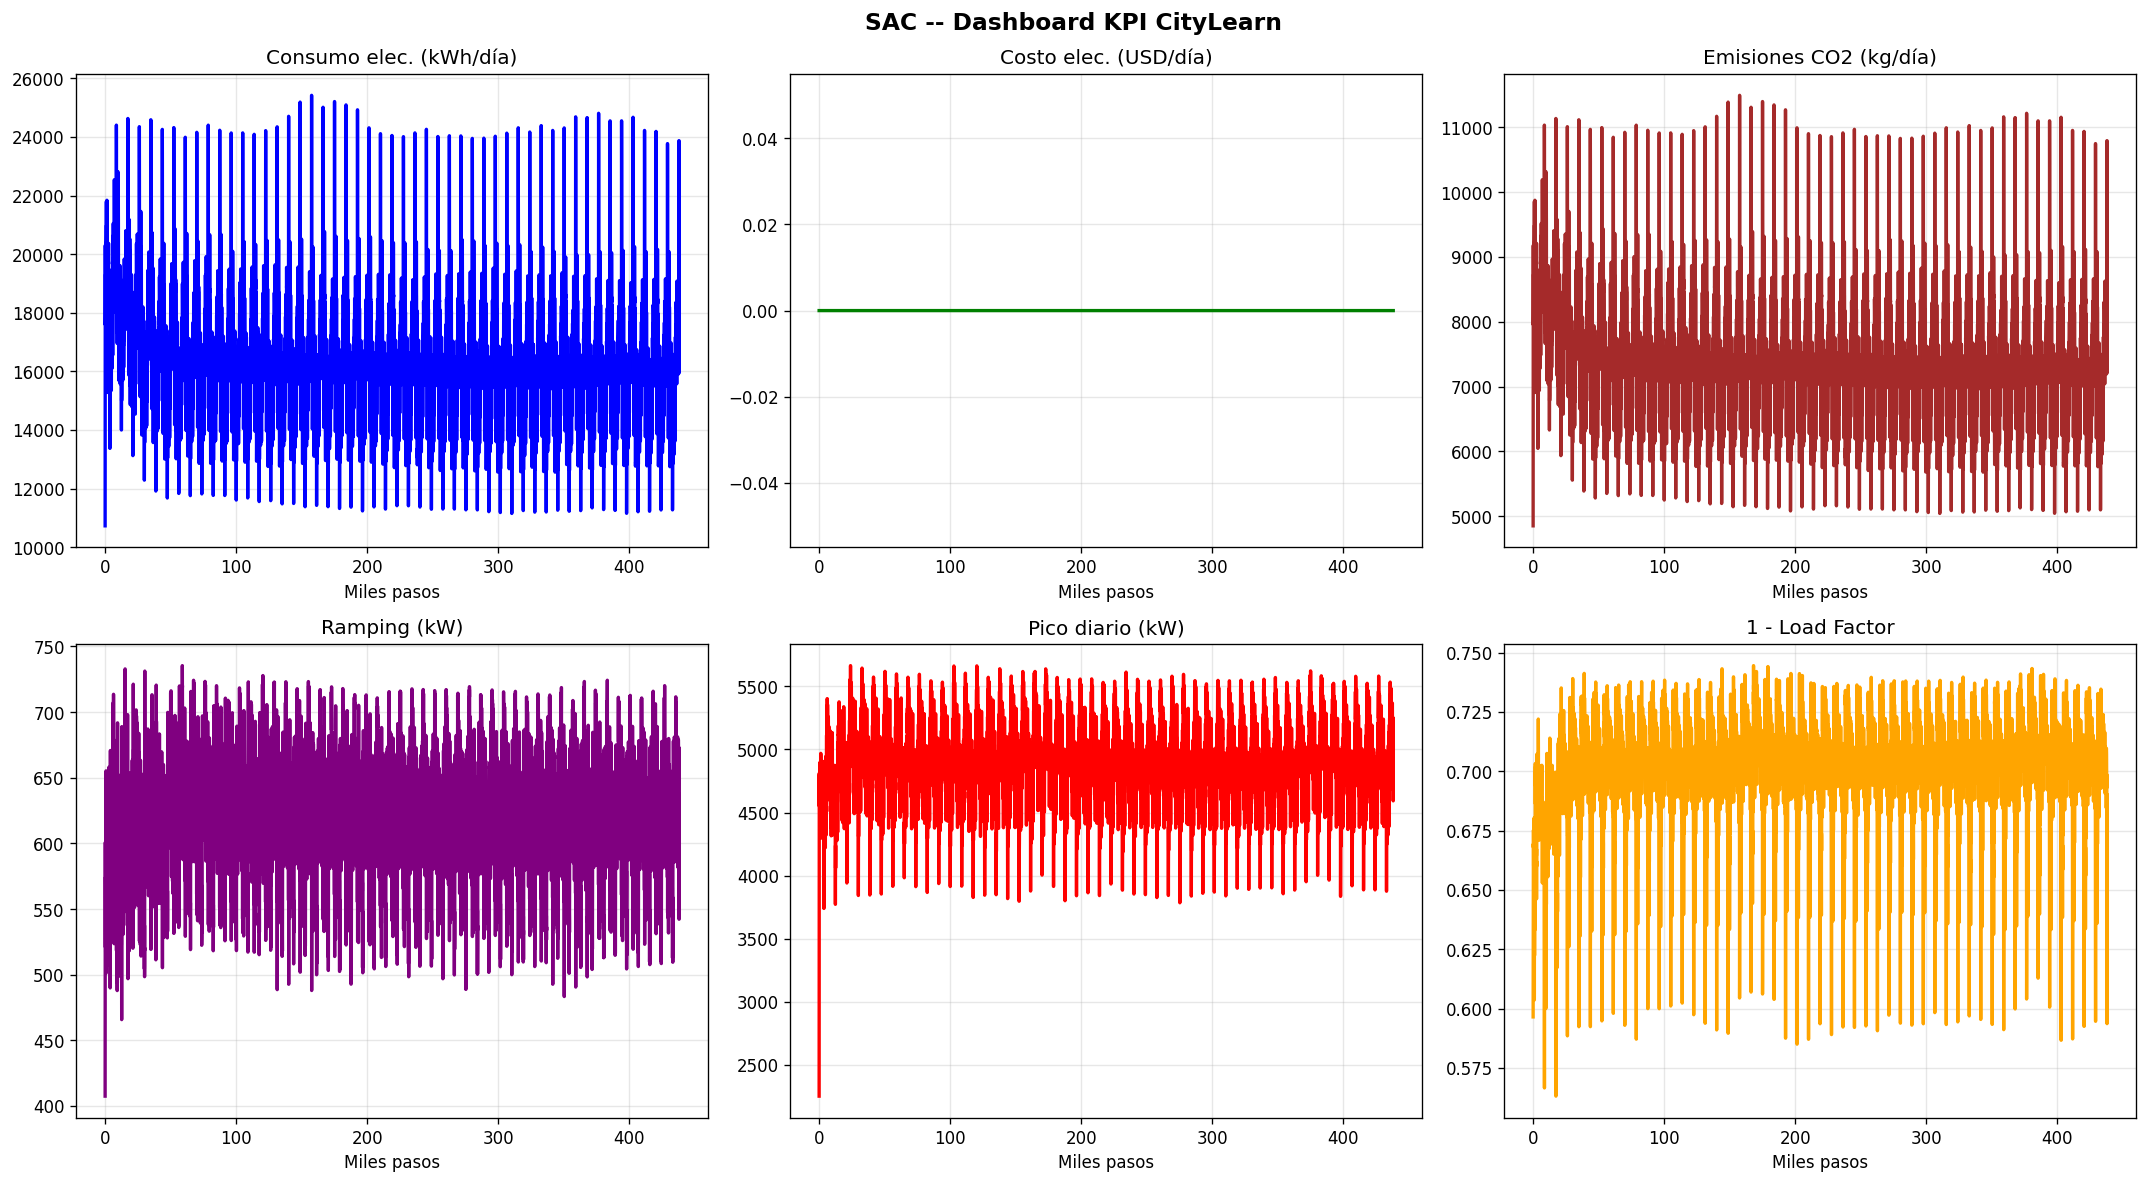 SAC -- Dashboard KPI CityLearn
Consumo elec. (kWh/día)
26000
24000
22000
20000
18000
16000
14000
12000
10000
0 100 200 300 400
Miles pasos
Costo elec. (USD/día)
0.04
0.02
0.00
−0.02
−0.04
0 100 200 300 400
Miles pasos
Emisiones CO2 (kg/día)
11000
10000
9000
8000
7000
6000
5000
0 100 200 300 400
Miles pasos
Ramping (kW)
750
700
650
600
550
500
450
400
0 100 200 300 400
Miles pasos
Pico diario (kW)
5500
5000
4500
4000
3500
3000
2500
0 100 200 300 400
Miles pasos
1 - Load Factor
0.750
0.725
0.700
0.675
0.650
0.625
0.600
0.575
0 100 200 300 400
Miles pasos